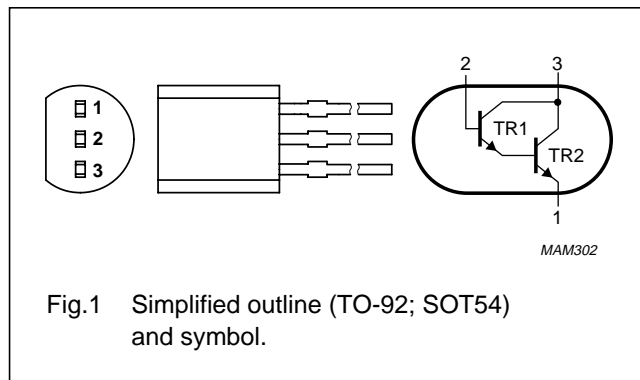 1
2
3
2 3
TR1
TR2
1
MAM302
Fig.1 Simplified outline (TO-92; SOT54)
and symbol.